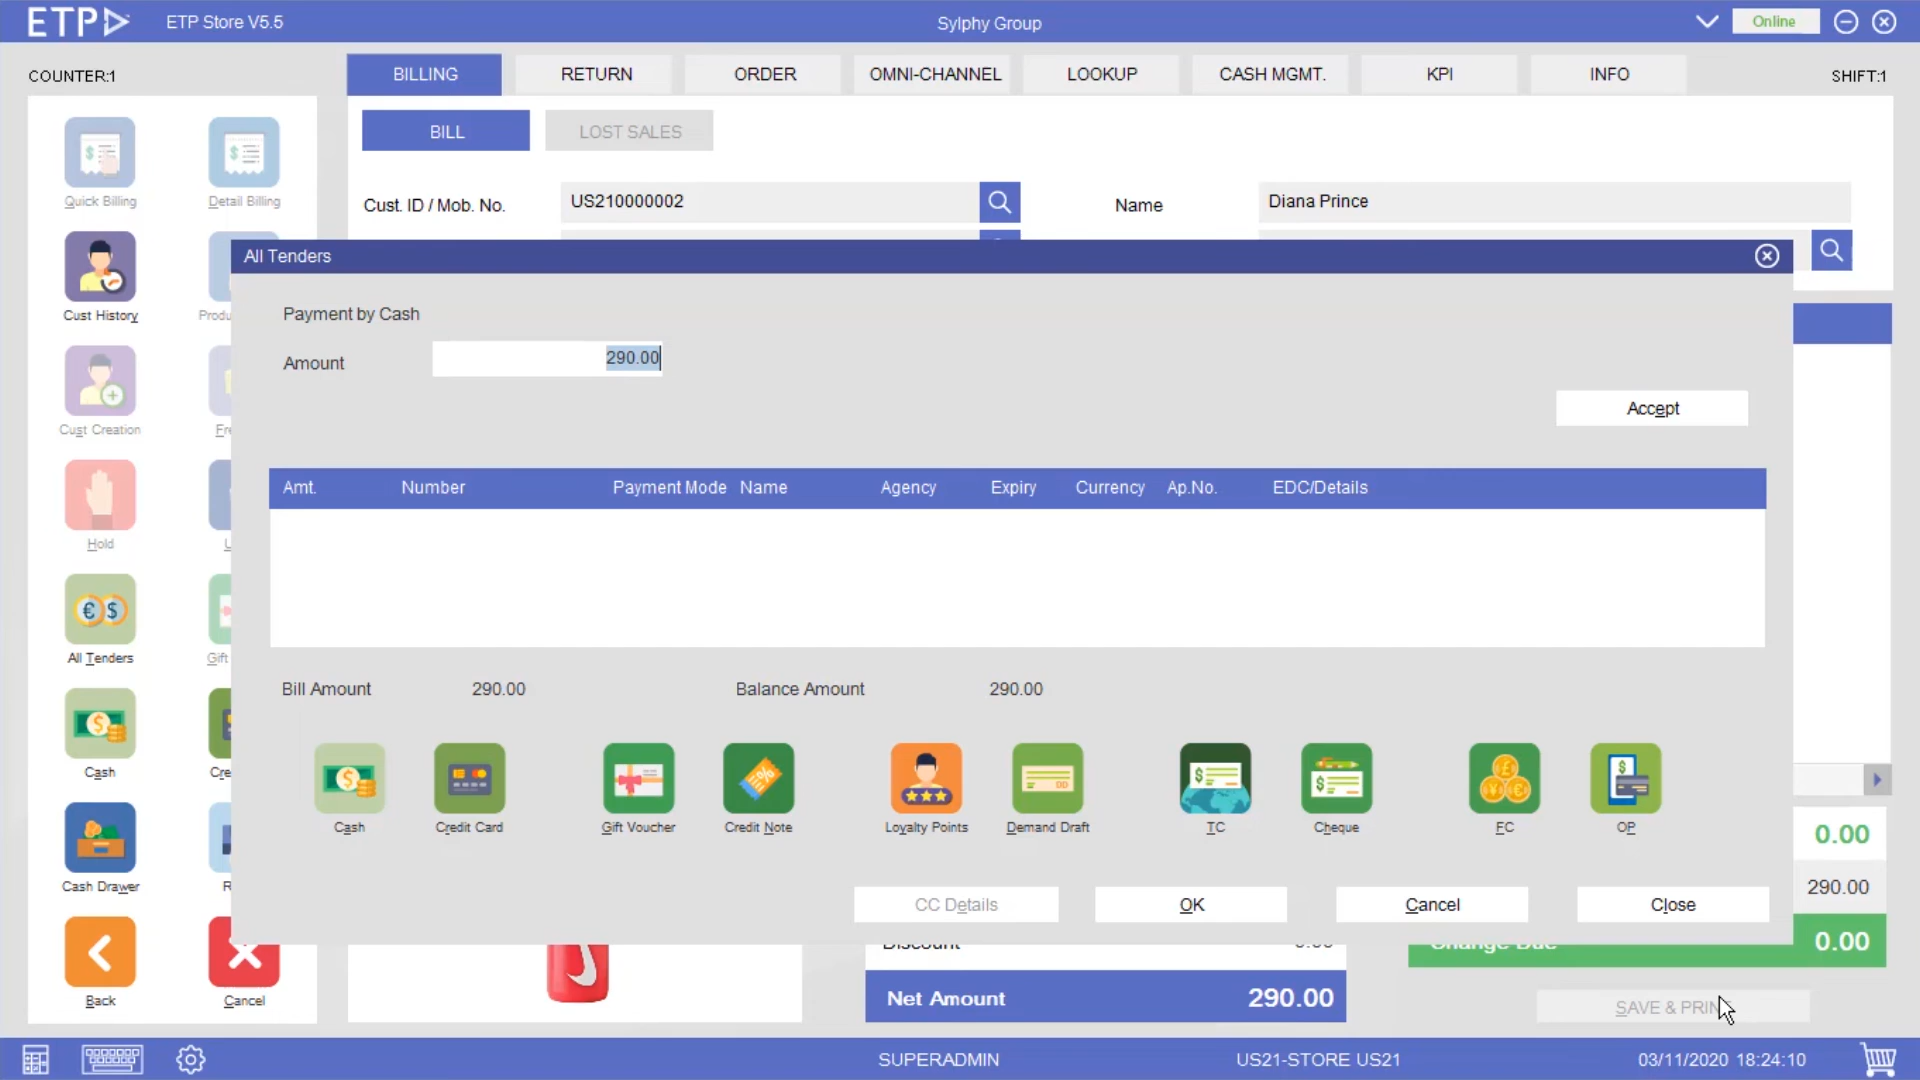 ETP
ETP Store V5.5
Sylphy Group
Online
COUNTER:1
BILLING
RETURN
ORDER
OMNI-CHANNEL
LOOKUP
CASH MGMT.
KPI
INFO
SHIFT:1
BILL
LOST SALES
Quick Billing
Detail Billing
Cust. ID / Mob. No.
US210000002
Name
Diana Prince
All Tenders
Cust History
Payment by Cash
Amount
290.00
Accept
Cust Creation
Amt.
Number
Payment Mode
Name
Agency
Expiry
Currency
Ap.No.
EDC/Details
Hold
All Tenders
Gift
Bill Amount
290.00
Balance Amount
290.00
Cash
Cash
Credit Card
Gift Voucher
Credit Note
Loyalty Points
Demand Draft
TC
Cheque
FC
OP
0.00
Cash Drawer
290.00
CC Details
OK
Cancel
Close
Discount
0.00
Change Due
0.00
Back
Cancel
Net Amount
290.00
SAVE & PRIN
SUPERADMIN
US21-STORE US21
03/11/2020 18:24:10